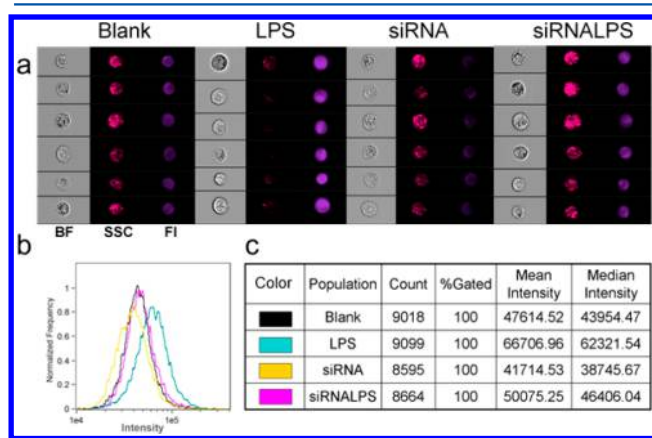 Blank LPS siRNA siRNALPS
a
BF SSC FI
b
Normalized Frequency
1
0.8
0.6
0.4
0.2
0
1e4 1e5
Intensity
c
Color Population Count %Gated Mean Intensity Median Intensity
Blank 9018 100 47614.52 43954.47
LPS 9099 100 66706.96 62321.54
siRNA 8595 100 41714.53 38745.67
siRNALPS 8664 100 50075.25 46406.04